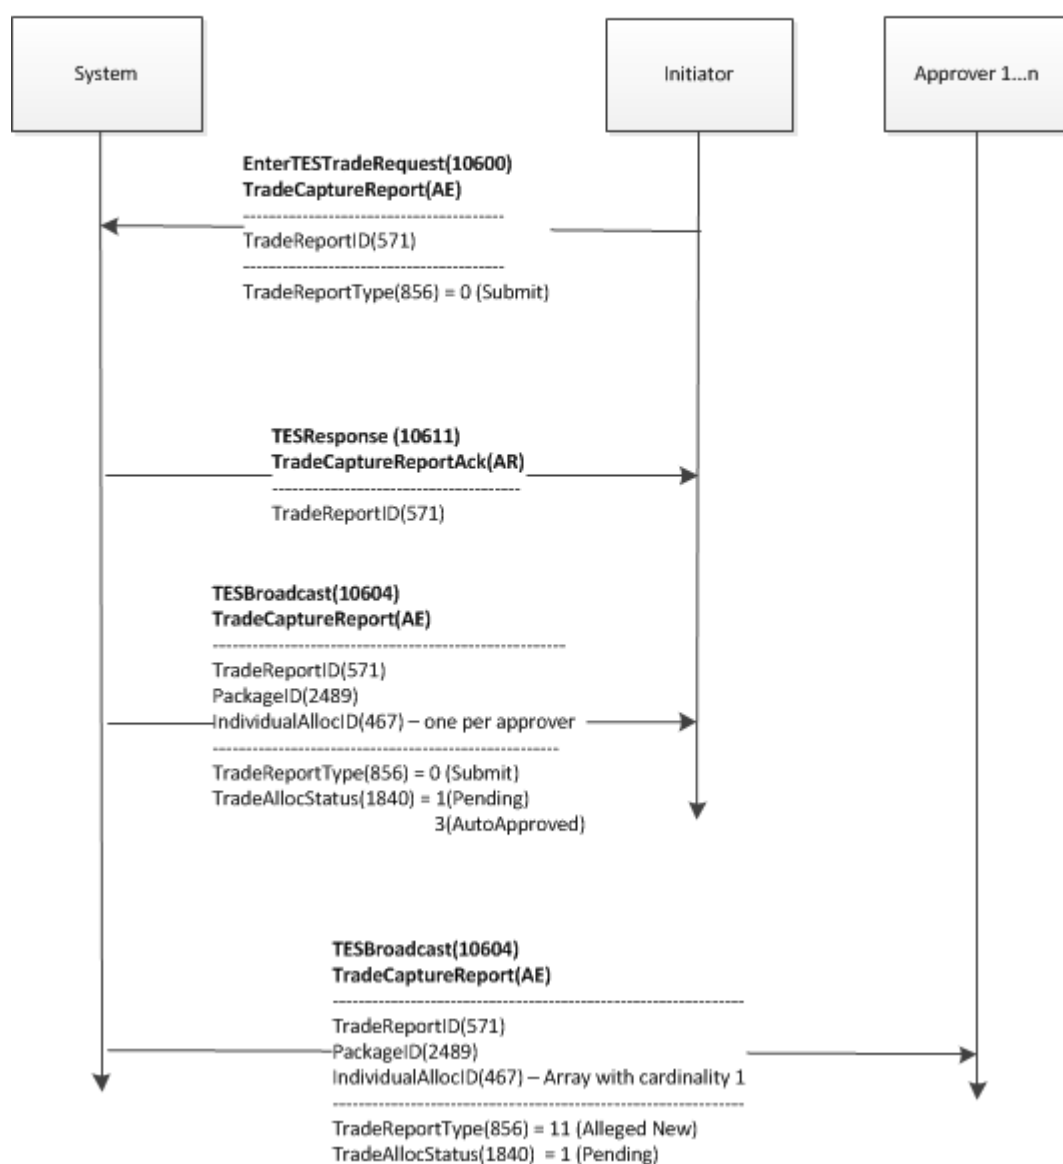 System
Initiator
Approver 1...n
EnterTESTradeRequest(10600)
TradeCaptureReport(AE)
TradeReportID(571)
TradeReportType(856) = 0 (Submit)
TESResponse (10611)
TradeCaptureReportAck(AR)
TradeReportID(571)
TESBroadcast(10604)
TradeCaptureReport(AE)
TradeReportID(571)
PackageID(2489)
IndividualAllocID(467) – one per approver
TradeReportType(856) = 0 (Submit)
TradeAllocStatus(1840) = 1(Pending)
3(AutoApproved)
TESBroadcast(10604)
TradeCaptureReport(AE)
TradeReportID(571)
PackageID(2489)
IndividualAllocID(467) – Array with cardinality 1
TradeReportType(856) = 11 (Alleged New)
TradeAllocStatus(1840) = 1 (Pending)